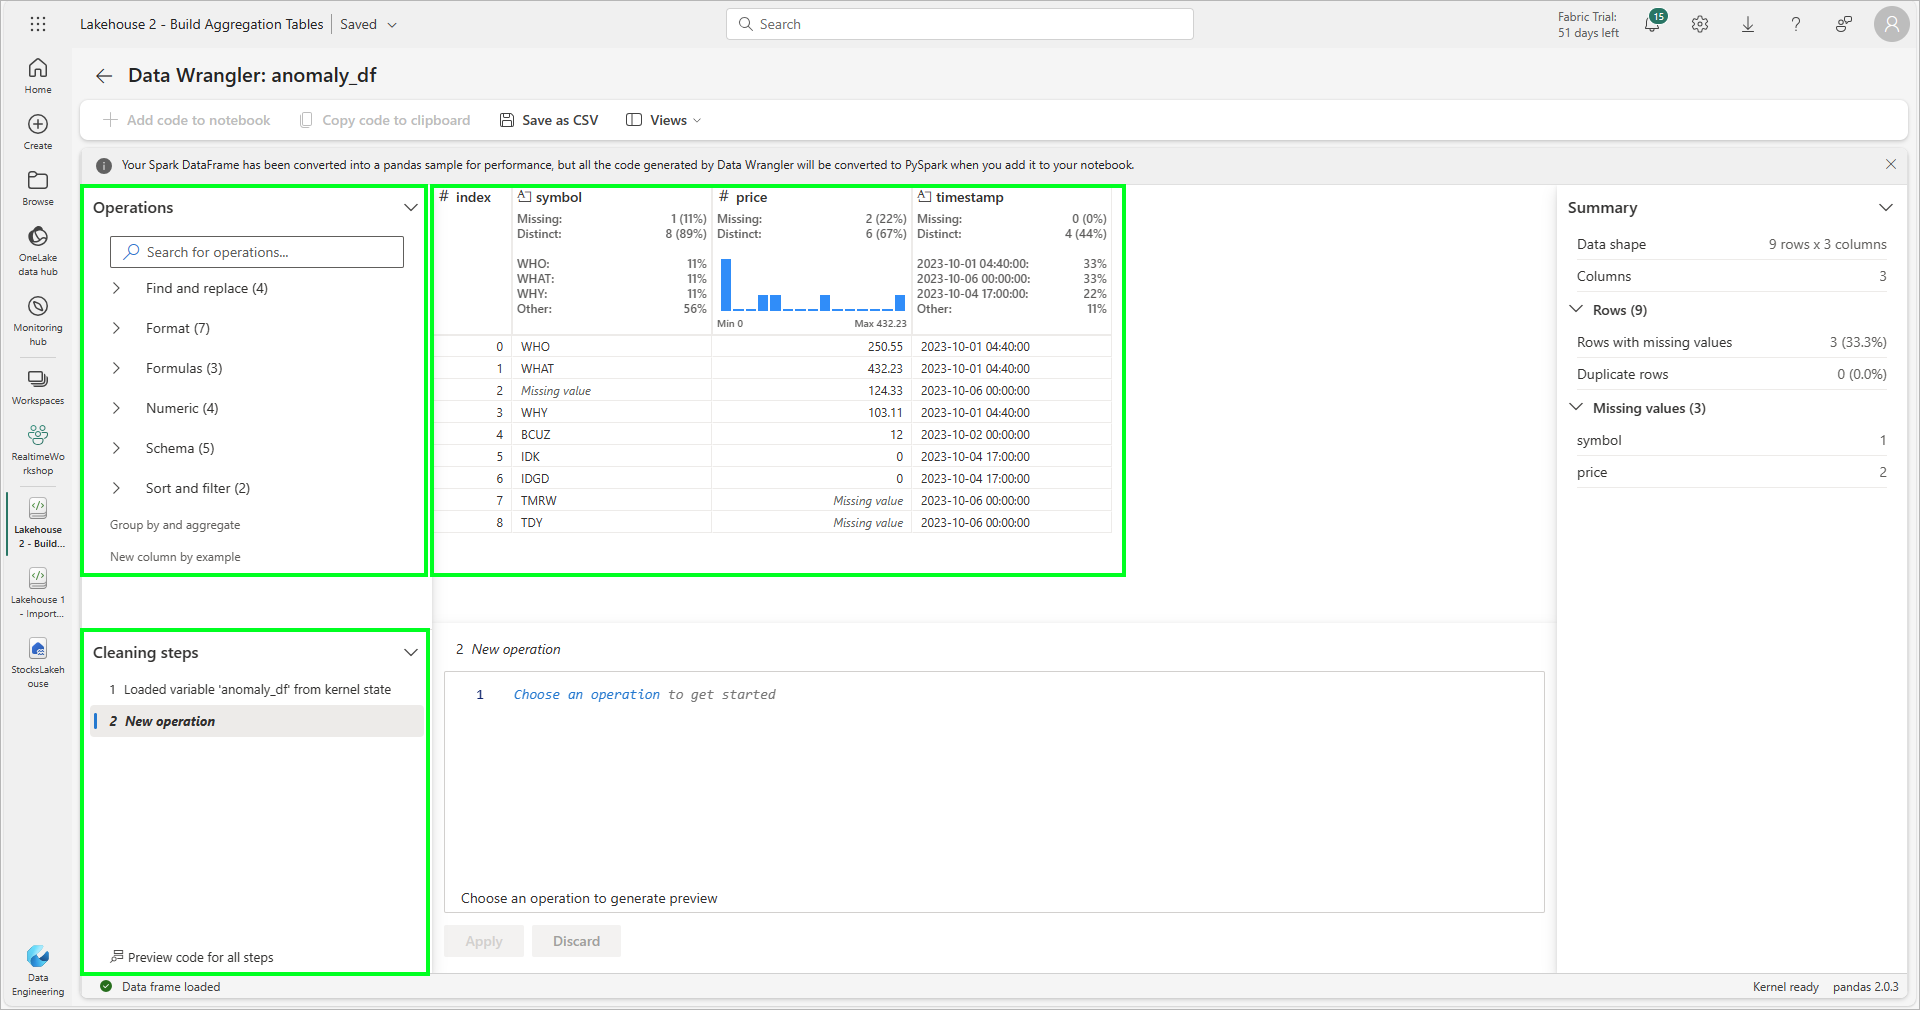 Lakehouse 2 - Build Aggregation Tables Saved
Search
Fabric Trial:
51 days left
15
Home
Create
Browse
OneLake
data hub
Monitoring
hub
Workspaces
RealtimeWo
rkshop
Lakehouse
2 - Build...
Lakehouse 1
- Import...
StocksLakeh
ouse
Data
Engineering
Data Wrangler: anomaly_df
Add code to notebook Copy code to clipboard Save as CSV Views
Your Spark DataFrame has been converted into a pandas sample for performance, but all the code generated by Data Wrangler will be converted to PySpark when you add it to your notebook.
Operations
Search for operations...
Find and replace (4)
Format (7)
Formulas (3)
Numeric (4)
Schema (5)
Sort and filter (2)
Group by and aggregate
New column by example
Cleaning steps
1 Loaded variable 'anomaly_df' from kernel state
2 New operation
Preview code for all steps
# index symbol # price timestamp
Missing: 1 (11%) Missing: 2 (22%) Missing: 0 (0%)
Distinct: 8 (89%) Distinct: 6 (67%) Distinct: 4 (44%)
WHO: 11% 2023-10-01 04:40:00: 33%
WHAT: 11% 2023-10-06 00:00:00: 33%
WHY: 11% 2023-10-04 17:00:00: 22%
Other: 56% Other: 11%
Min 0 Max 432.23
0 WHO 250.55 2023-10-01 04:40:00
1 WHAT 432.23 2023-10-01 04:40:00
2 Missing value 124.33 2023-10-06 00:00:00
3 WHY 103.11 2023-10-01 04:40:00
4 BCUZ 12 2023-10-02 00:00:00
5 IDK 0 2023-10-04 17:00:00
6 IDGD 0 2023-10-04 17:00:00
7 TMRW Missing value 2023-10-06 00:00:00
8 TDY Missing value 2023-10-06 00:00:00
2 New operation
1 Choose an operation to get started
Choose an operation to generate preview
Apply Discard
Summary
Data shape 9 rows x 3 columns
Columns 3
Rows (9)
Rows with missing values 3 (33.3%)
Duplicate rows 0 (0.0%)
Missing values (3)
symbol 1
price 2
Data frame loaded
Kernel ready pandas 2.0.3